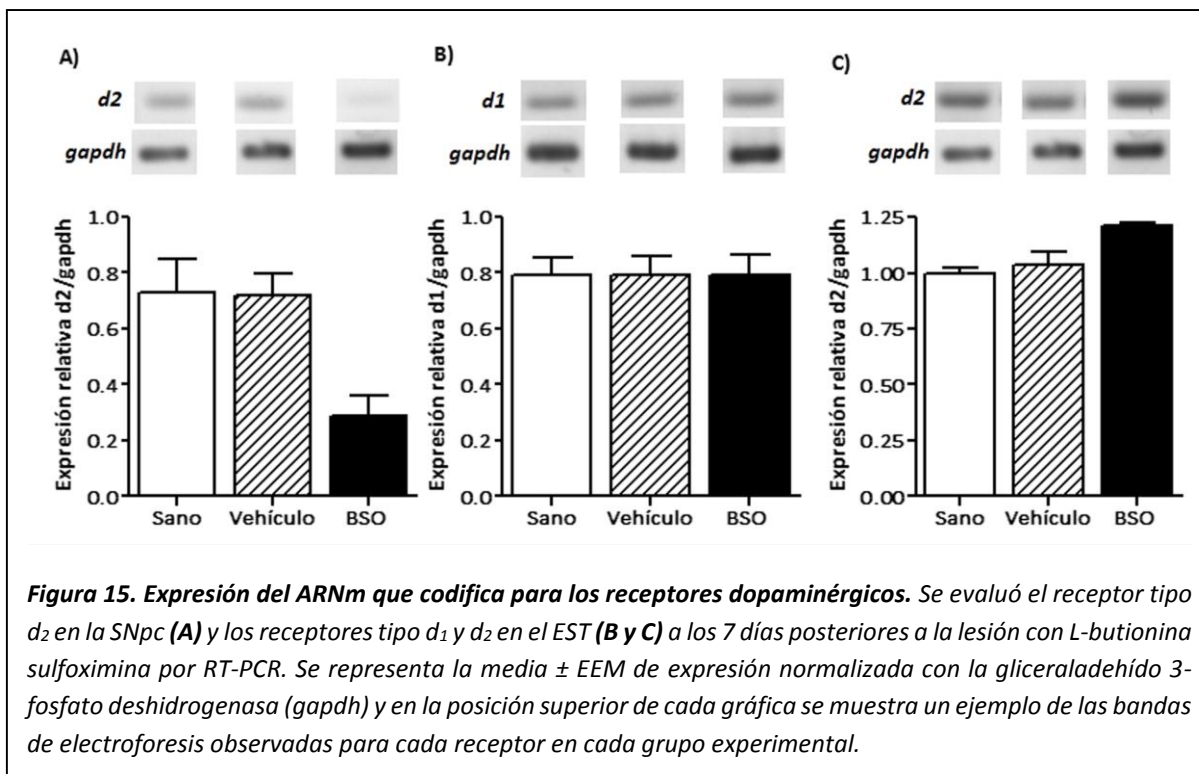 A)
d2
gapdh
Expresión relativa d2/gapdh
1.0
0.8
0.6
0.4
0.2
0.0
Sano Vehículo BSO
B)
d1
gapdh
Expresión relativa d1/gapdh
1.0
0.8
0.6
0.4
0.2
0.0
Sano Vehículo BSO
C)
d2
gapdh
Expresión relativa d2/gapdh
1.25
1.00
0.75
0.50
0.25
0.00
Sano Vehículo BSO
Figura 15. Expresión del ARNm que codifica para los receptores dopaminérgicos. Se evaluó el receptor tipo
d2 en la SNpc (A) y los receptores tipo d1 y d2 en el EST (B y C) a los 7 días posteriores a la lesión con L-butionina
sulfoximina por RT-PCR. Se representa la media ± EEM de expresión normalizada con la gliceraladehído 3-
fosfato deshidrogenasa (gapdh) y en la posición superior de cada gráfica se muestra un ejemplo de las bandas
de electroforesis observadas para cada receptor en cada grupo experimental.